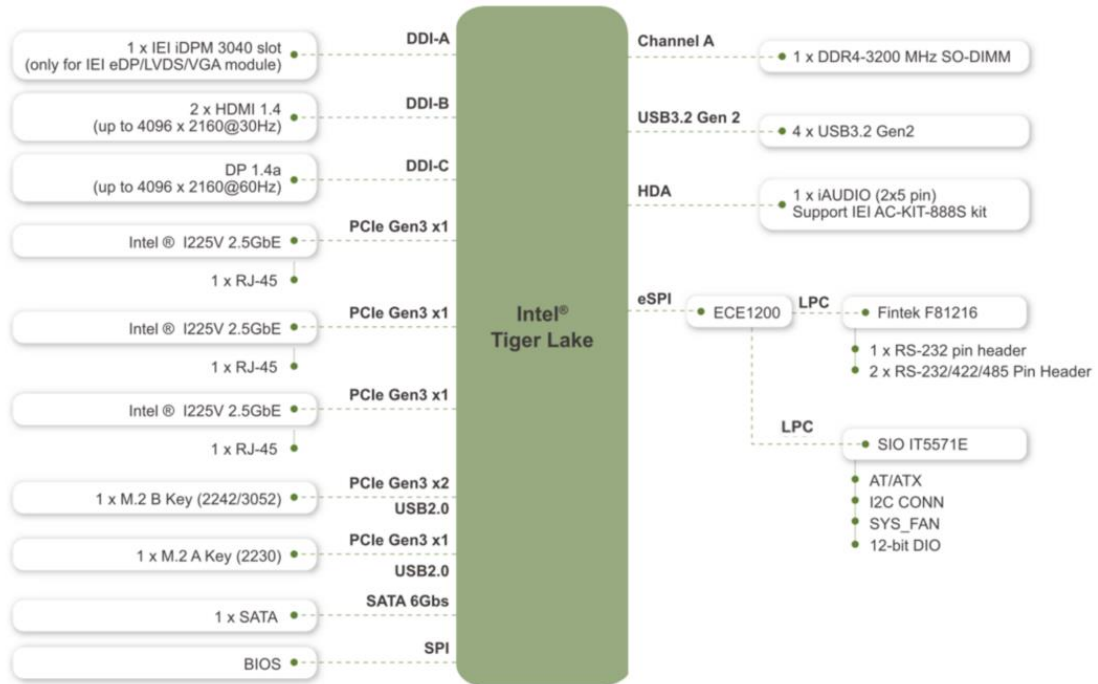 DDI-A
1 x IEI iDPM 3040 slot
(only for IEI eDP/LVDS/VGA module)
DDI-B
2 x HDMI 1.4
(up to 4096 x 2160@30Hz)
DDI-C
DP 1.4a
(up to 4096 x 2160@60Hz)
PCIe Gen3 x1
Intel ® I225V 2.5GbE
1 x RJ-45
PCIe Gen3 x1
Intel ® I225V 2.5GbE
1 x RJ-45
PCIe Gen3 x1
Intel ® I225V 2.5GbE
1 x RJ-45
PCIe Gen3 x2
1 x M.2 B Key (2242/3052)
USB2.0
PCIe Gen3 x1
1 x M.2 A Key (2230)
USB2.0
SATA 6Gbs
1 x SATA
SPI
BIOS
Intel®
Tiger Lake
Channel A
1 x DDR4-3200 MHz SO-DIMM
USB3.2 Gen 2
4 x USB3.2 Gen2
HDA
1 x iAUDIO (2x5 pin)
Support IEI AC-KIT-888S kit
eSPI
ECE1200
LPC
Fintek F81216
1 x RS-232 pin header
2 x RS-232/422/485 Pin Header
LPC
SIO IT5571E
AT/ATX
I2C CONN
SYS_FAN
12-bit DIO